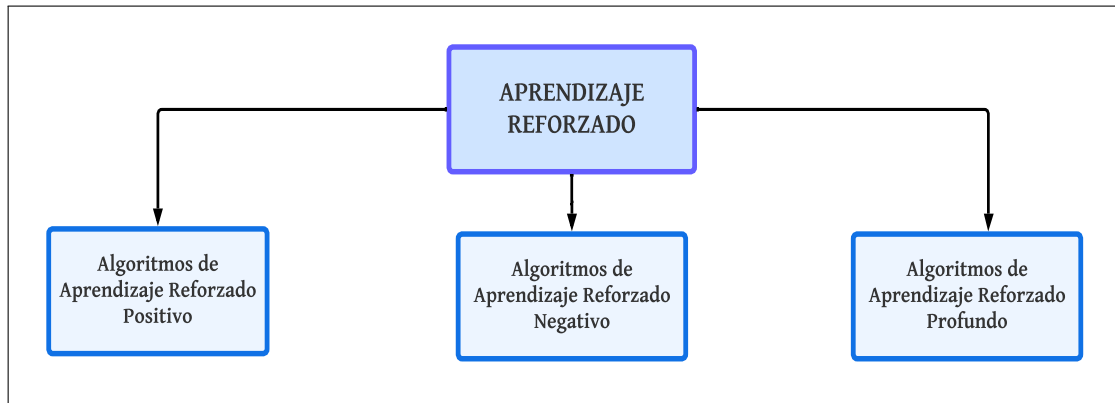 APRENDIZAJE
REFORZADO
Algoritmos de
Aprendizaje Reforzado
Positivo
Algoritmos de
Aprendizaje Reforzado
Negativo
Algoritmos de
Aprendizaje Reforzado
Profundo